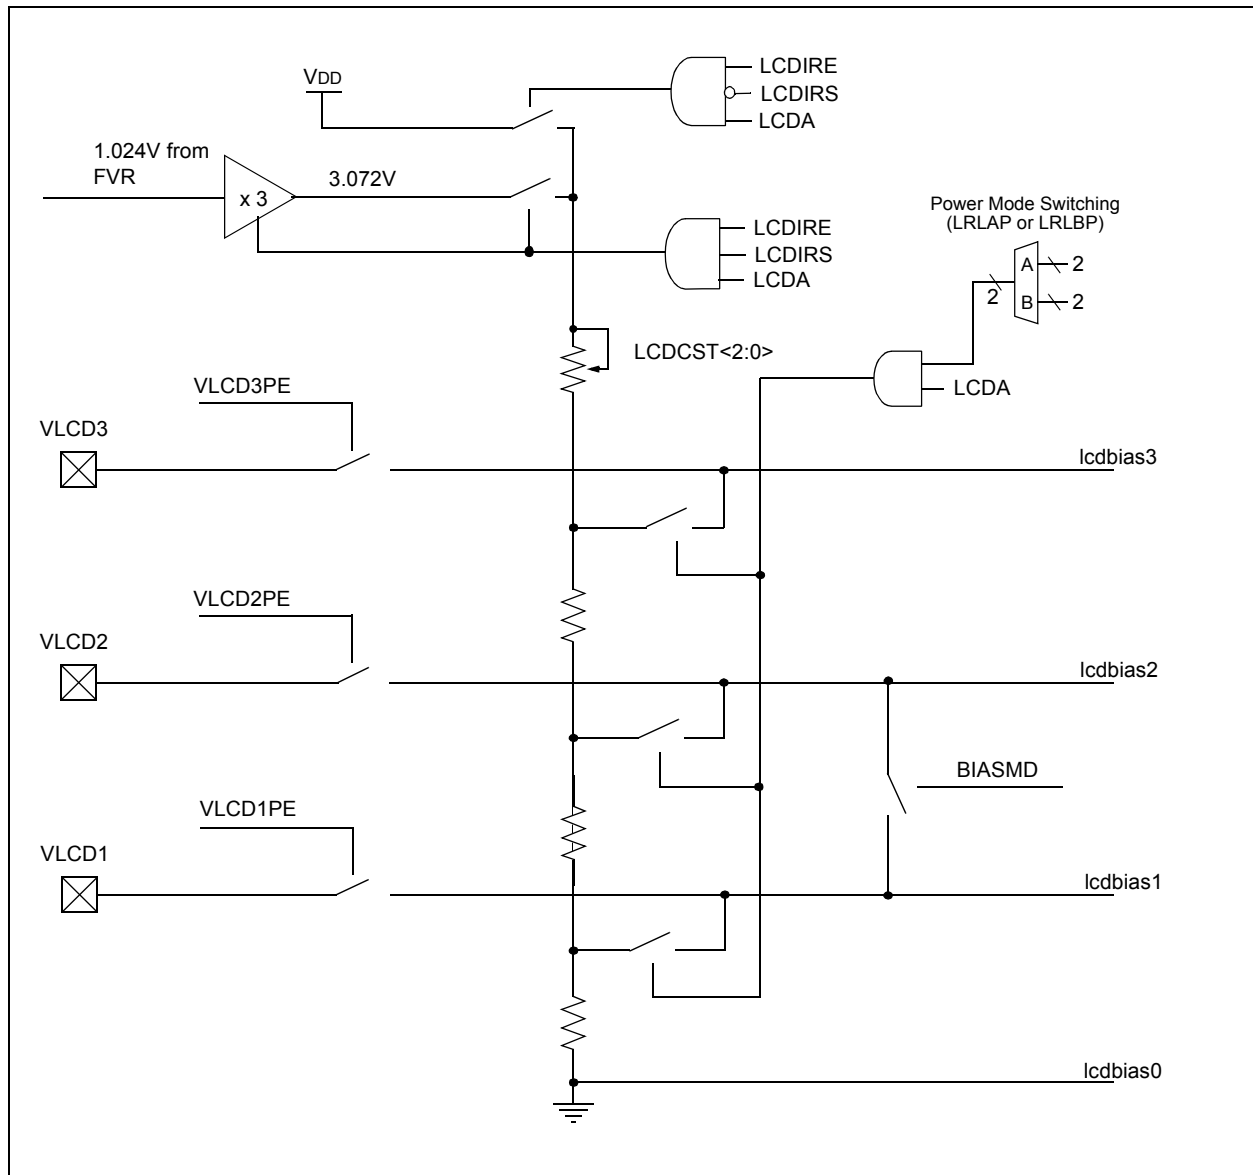 LCDIRE
VDD
LCDIRS
LCDA
1.024V from
FVR
x 3
3.072V
Power Mode Switching
(LRLAP or LRLBP)
LCDIRE
LCDIRS
LCDA
A
2
2
B
2
LCDCST<2:0>
LCDA
VLCD3PE
VLCD3
lcdbias3
VLCD2PE
VLCD2
lcdbias2
BIASMD
VLCD1PE
VLCD1
lcdbias1
lcdbias0